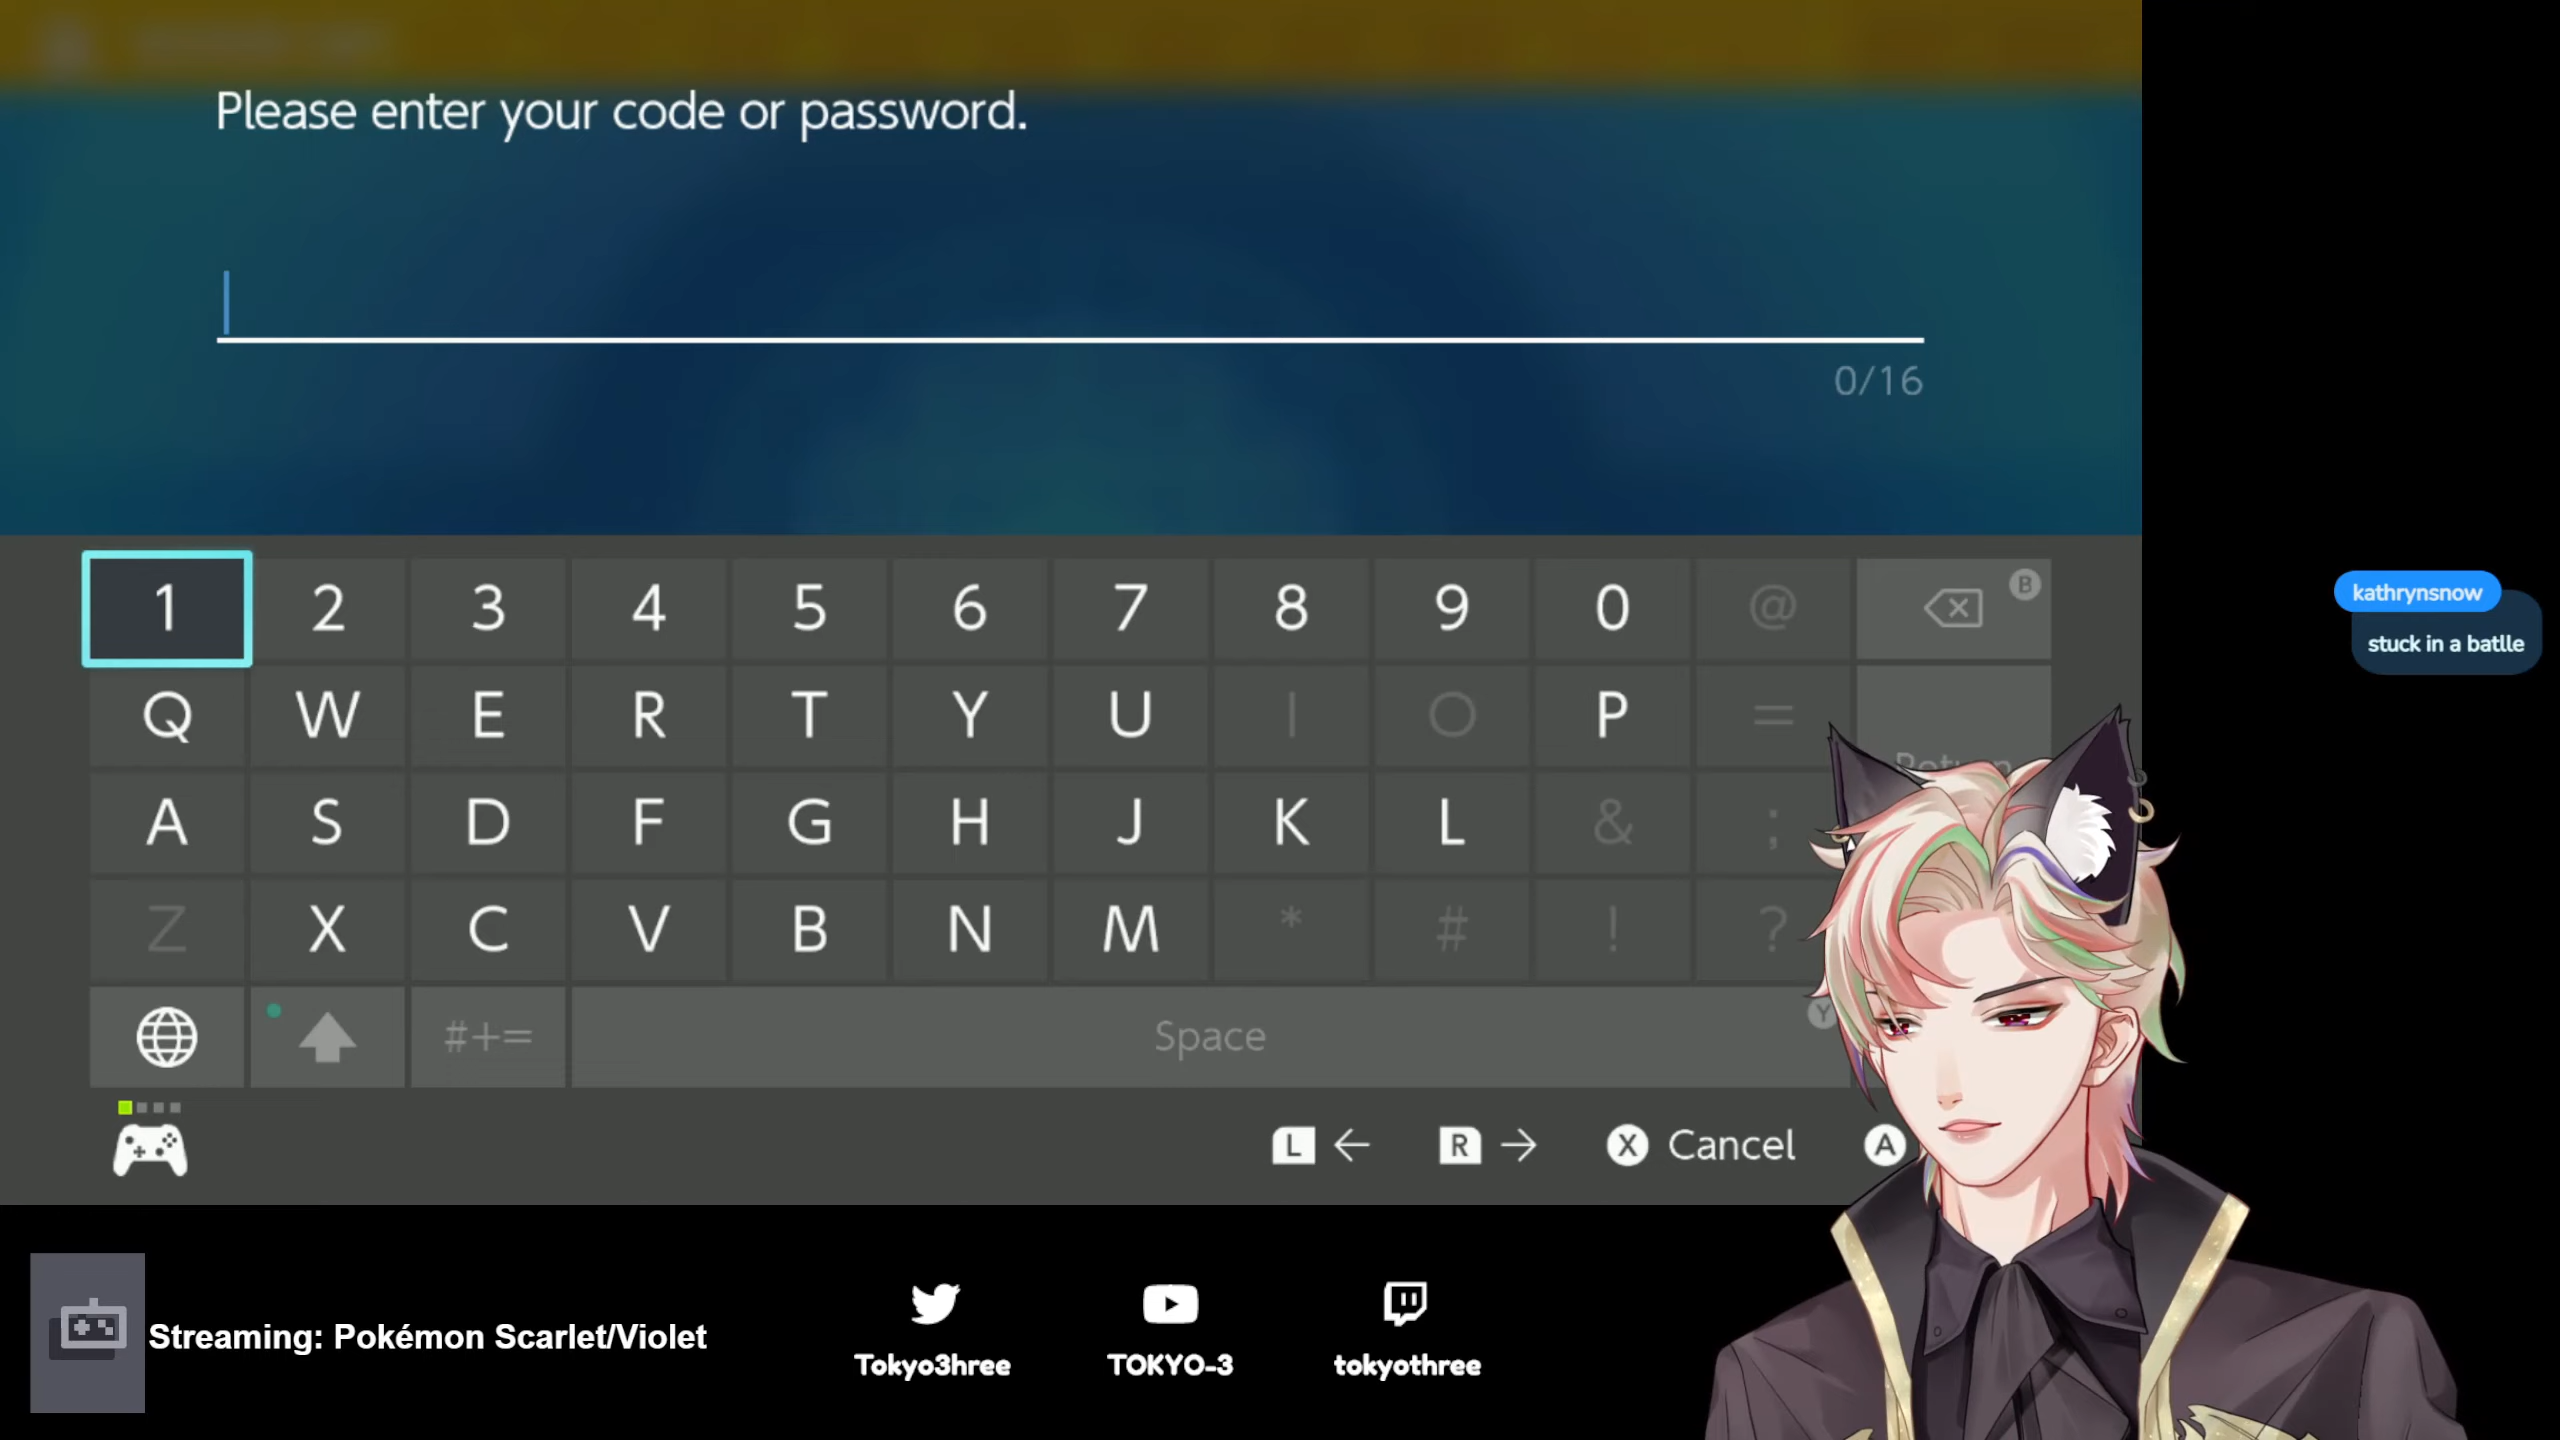 Please enter your code or password.
0/16
1 2 3 4 5 6 7 8 9 0 @ B
Q W E R T Y U I O P =
Return
A S D F G H J K L & ;
Z X C V B N M * # ! ?
#+= Space Y
L ← R → X Cancel A
kathrynsnow
stuck in a batlle
Streaming: Pokémon Scarlet/Violet
Tokyo3hree
TOKYO-3
tokyothree